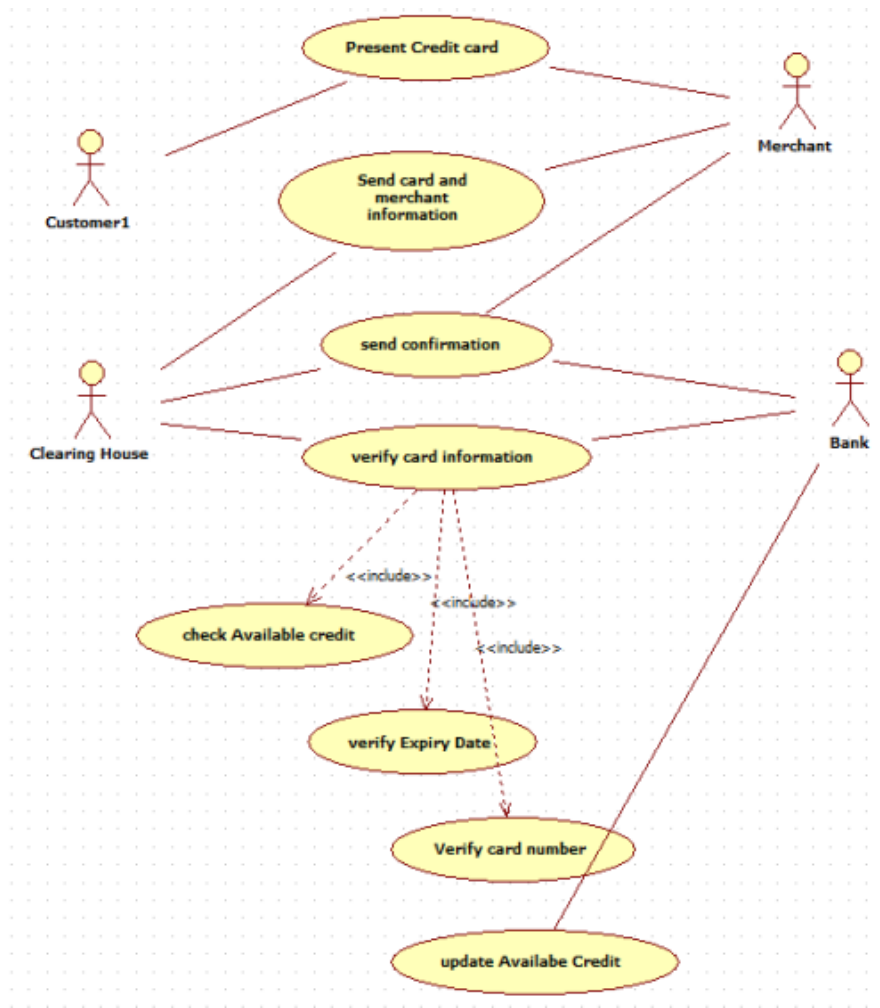 Present Credit card
Merchant
Customer1
Send card and
merchant
information
send confirmation
Clearing House
Bank
verify card information
<<include>>
<<include>>
<<include>>
check Available credit
verify Expiry Date
Verify card number
update Availabe Credit